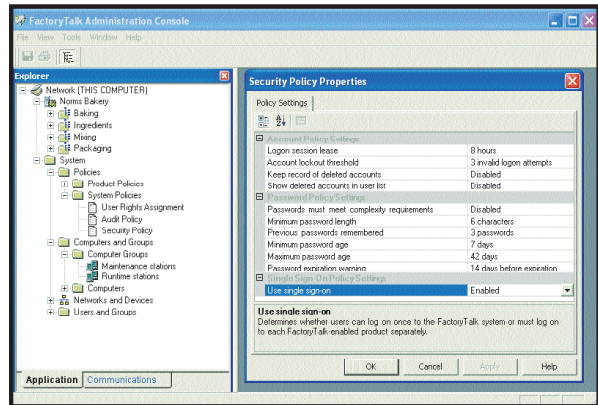 FactoryTalk Administration Console
File View Tools Window Help
Explorer
Network (THIS COMPUTER)
Norms Bakery
Baking
Ingredients
Mixing
Packaging
System
Policies
Product Policies
System Policies
User Rights Assignment
Audit Policy
Security Policy
Computers and Groups
Computer Groups
Maintenance stations
Runtime stations
Computers
Networks and Devices
Users and Groups
Application Communications
Security Policy Properties
Policy Settings
Account Policy Settings
Logon session lease 8 hours
Account lockout threshold 3 invalid logon attempts
Keep record of deleted accounts Disabled
Show deleted accounts in user list Disabled
Password Policy Settings
Passwords must meet complexity requirements Disabled
Minimum password length 6 characters
Previous passwords remembered 3 passwords
Minimum password age 7 days
Maximum password age 42 days
Password expiration warning 14 days before expiration
Single Sign-On Policy Settings
Use single sign-on Enabled
Use single sign-on
Determines whether users can log on once to the FactoryTalk system or must log on
to each FactoryTalk-enabled product separately.
OK Cancel Apply Help